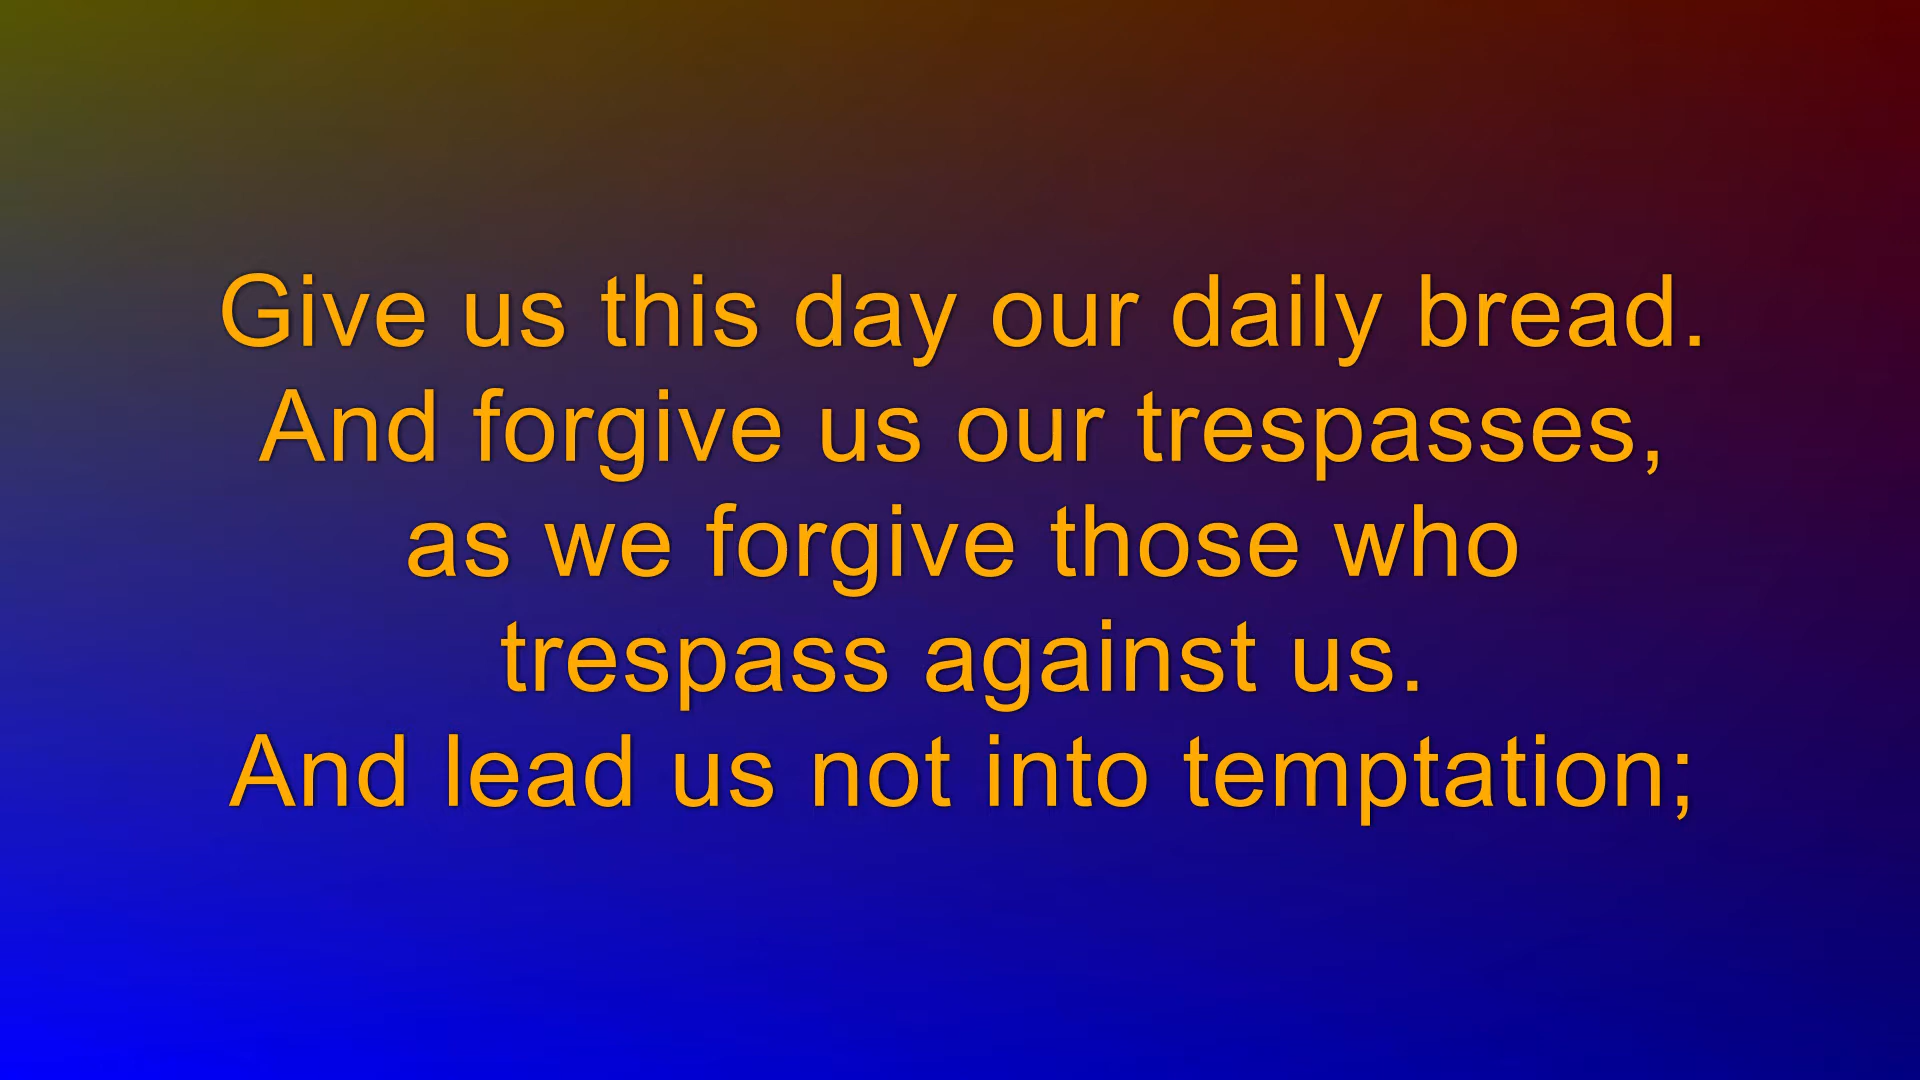 Give us this day our daily bread.
And forgive us our trespasses,
as we forgive those who
trespass against us.
And lead us not into temptation;